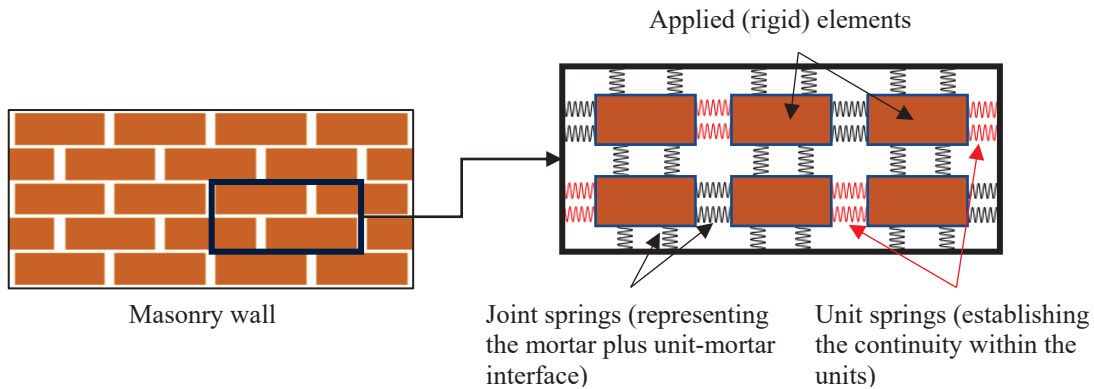 Applied (rigid) elements
Masonry wall
Joint springs (representing
the mortar plus unit-mortar
interface)
Unit springs (establishing
the continuity within the
units)